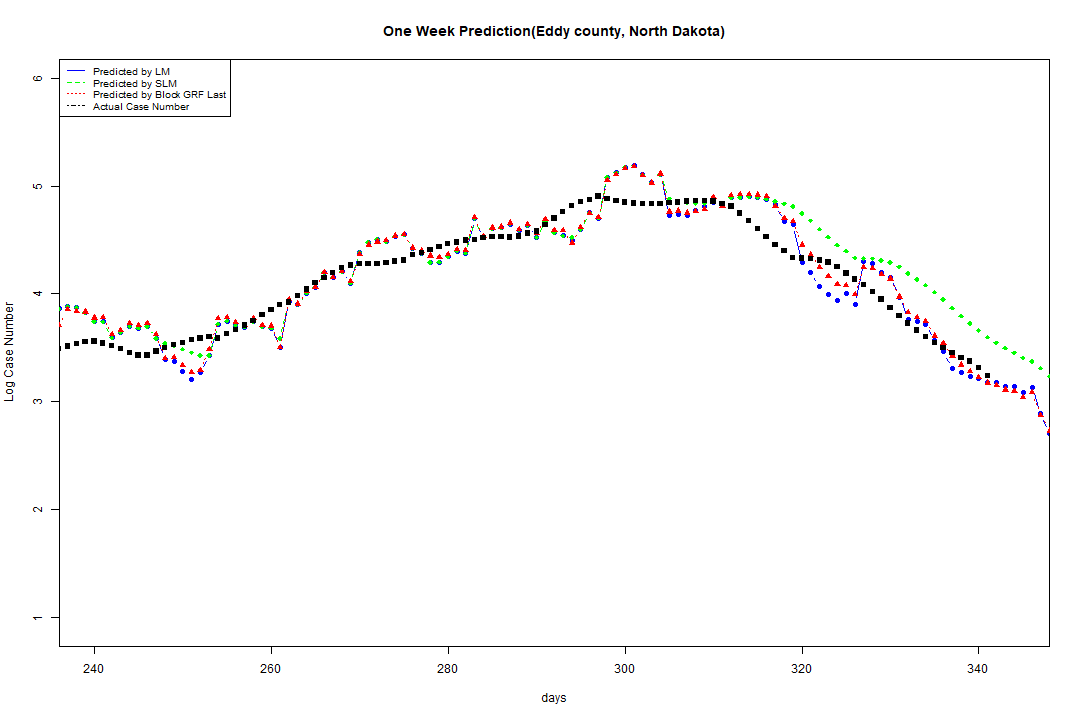 One Week Prediction(Eddy county, North Dakota)
Predicted by LM
Predicted by SLM
Predicted by Block GRF Last
Actual Case Number
6
5
4
3
2
1
Log Case Number
240 260 280 300 320 340
days